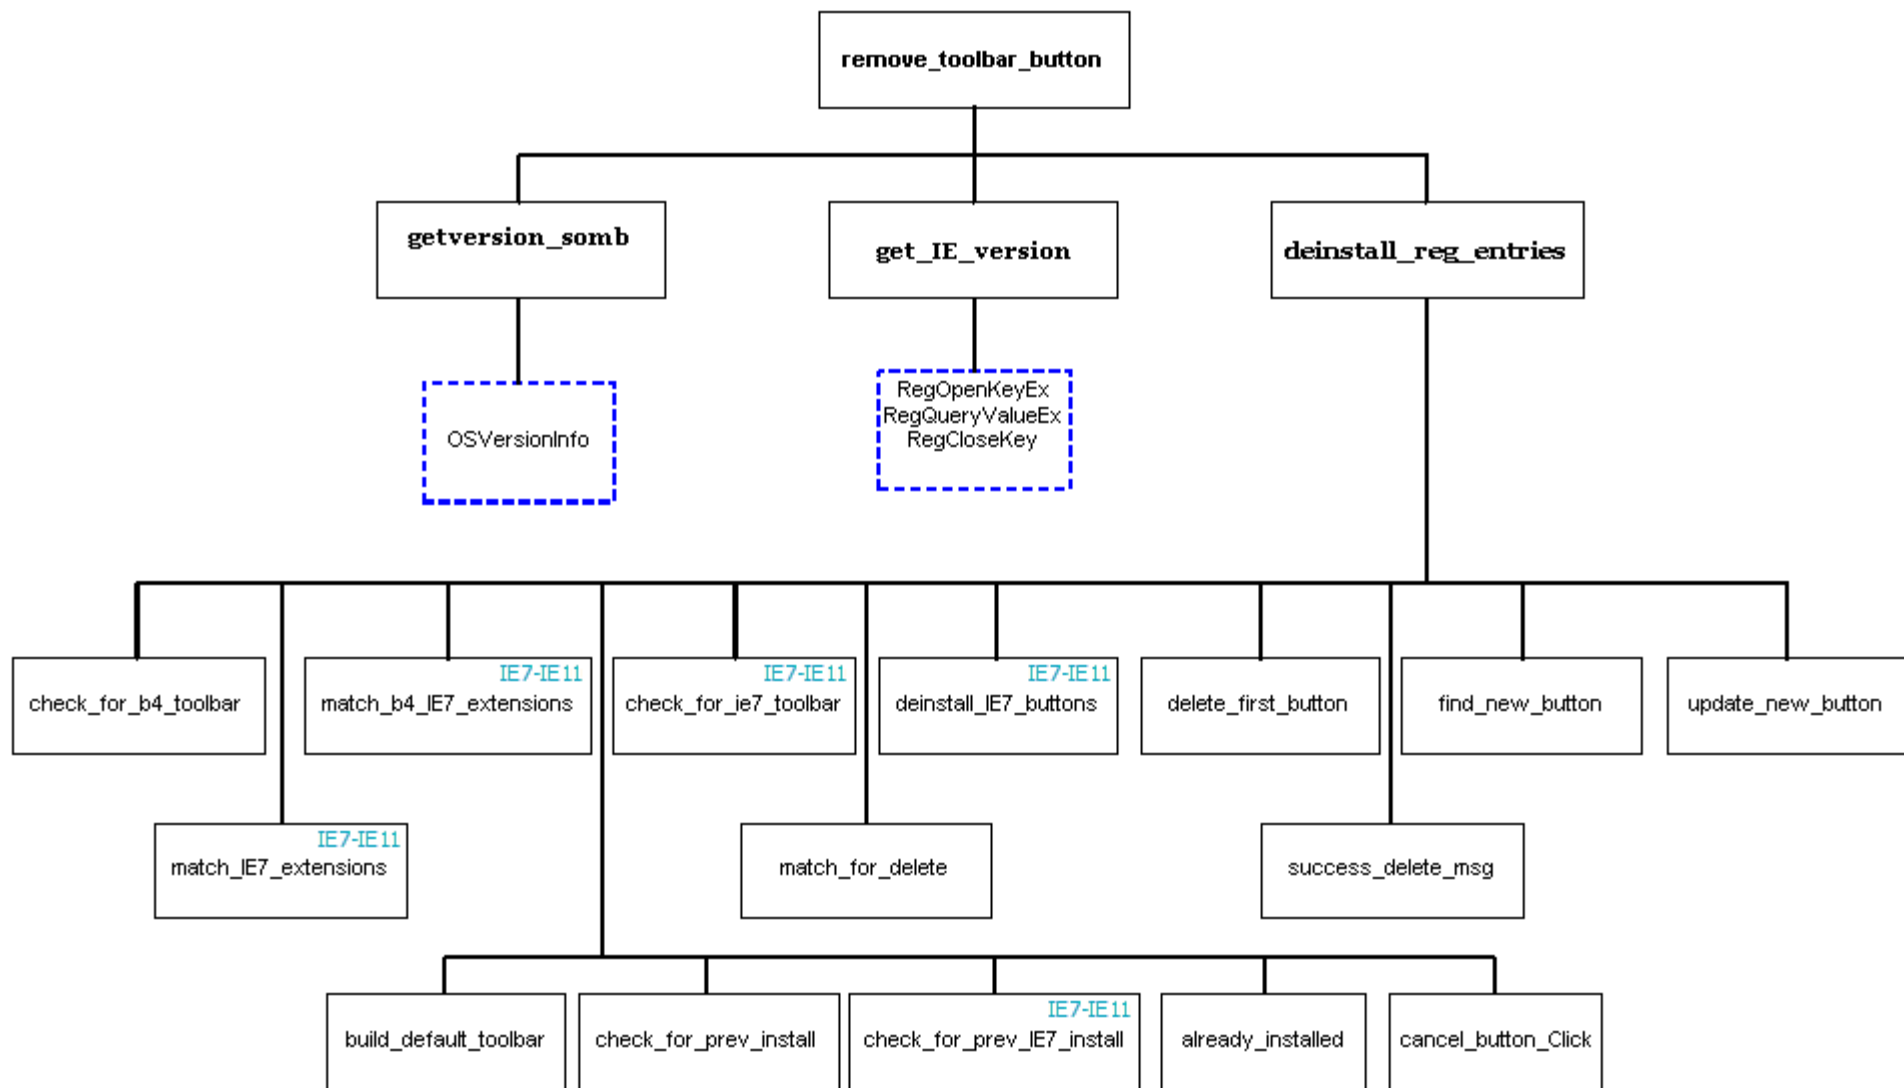 remove_toolbar_button
getversion_somb
get_IE_version
deinstall_reg_entries
OSVersionInfo
RegOpenKeyEx
RegQueryValueEx
RegCloseKey
check_for_b4_toolbar
IE7-IE11
match_b4_IE7_extensions
IE7-IE11
check_for_ie7_toolbar
IE7-IE11
deinstall_IE7_buttons
delete_first_button
find_new_button
update_new_button
IE7-IE11
match_IE7_extensions
match_for_delete
success_delete_msg
build_default_toolbar
check_for_prev_install
IE7-IE11
check_for_prev_IE7_install
already_installed
cancel_button_Click